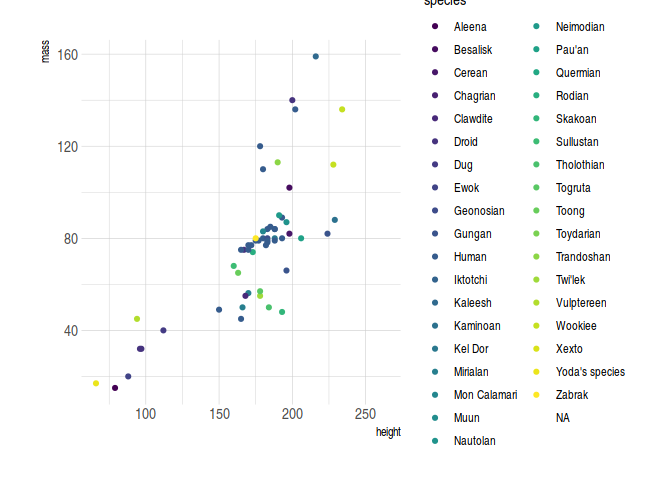 species
mass
160
120
80
40
100 150 200 250
height
Aleena
Besalisk
Cerean
Chagrian
Clawdite
Droid
Dug
Ewok
Geonosian
Gungan
Human
Iktotchi
Kaleesh
Kaminoan
Kel Dor
Mirialan
Mon Calamari
Muun
Nautolan
Neimodian
Pau'an
Quermian
Rodian
Skakoan
Sullustan
Tholothian
Togruta
Toong
Toydarian
Trandoshan
Twi'lek
Vulptereen
Wookiee
Xexto
Yoda's species
Zabrak
NA